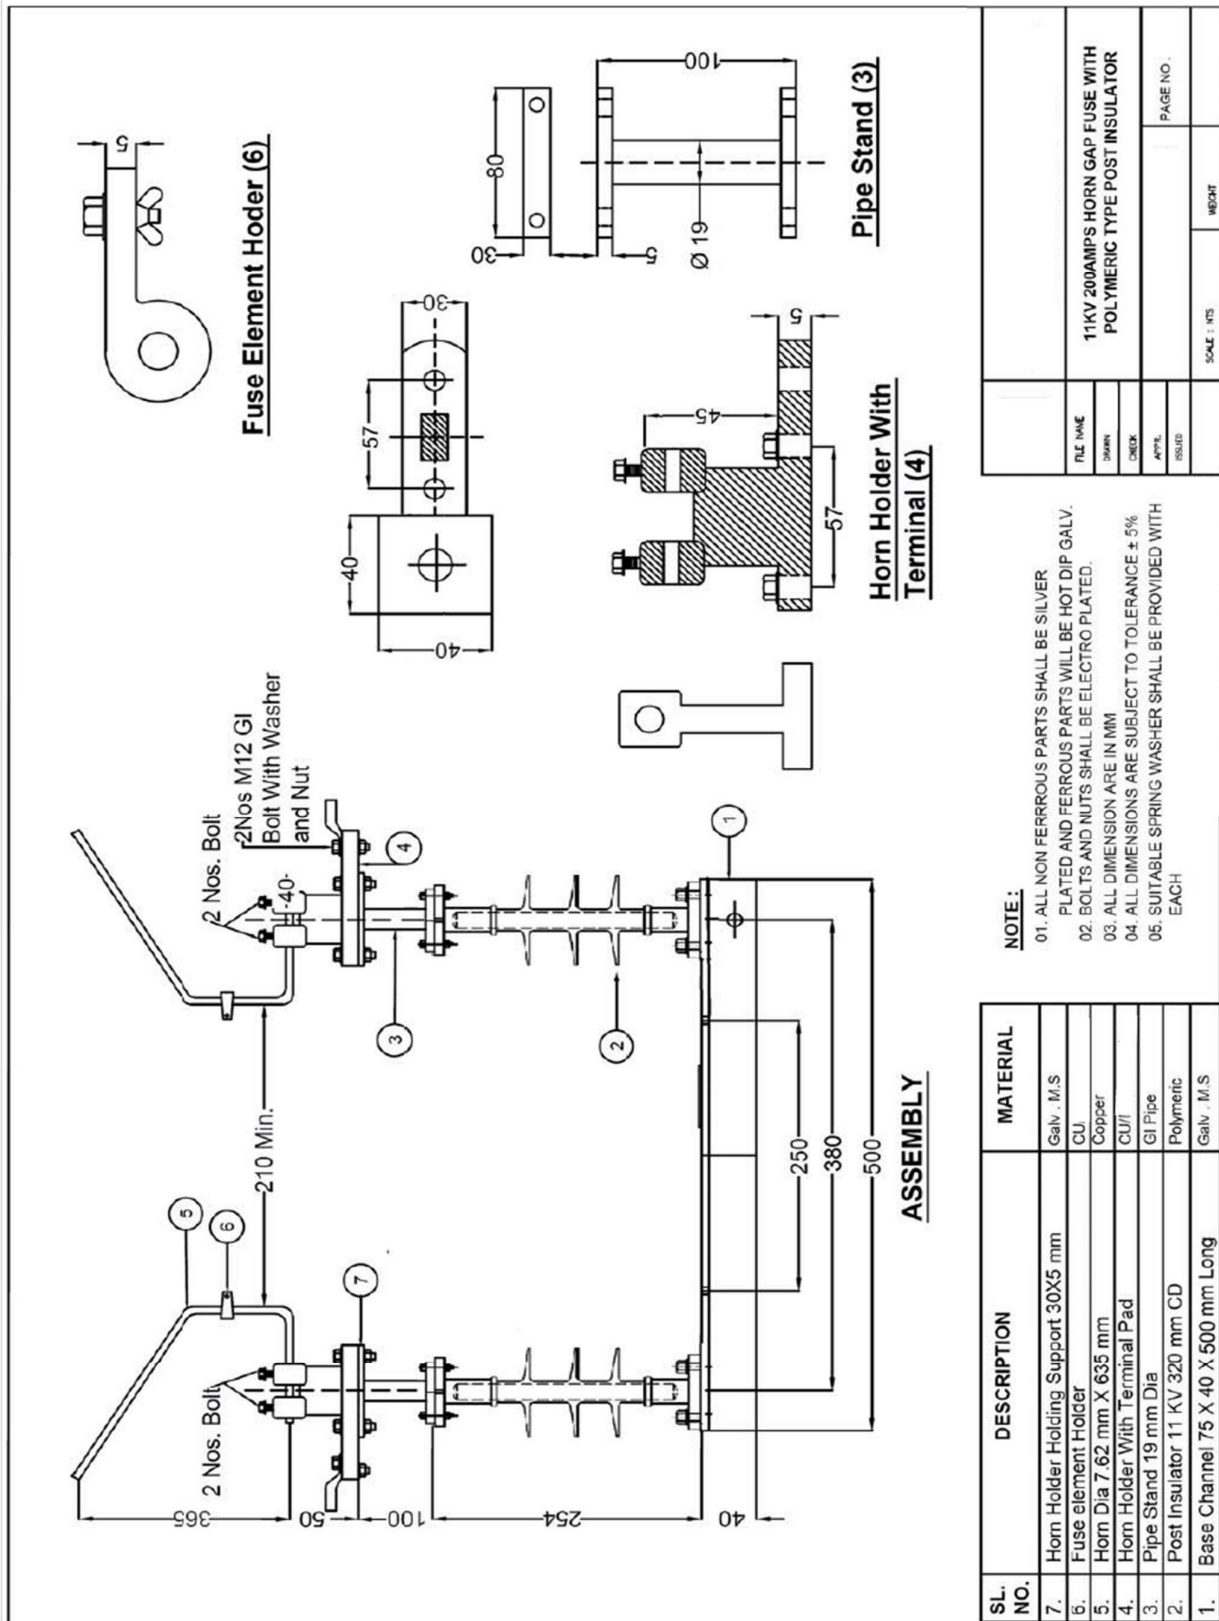 5
Fuse Element Hoder (6)
80
30
100
5
Ø 19
Pipe Stand (3)
40
40
57
30
45
5
57
Horn Holder With
Terminal (4)
2 Nos. Bolt
2Nos M12 GI
Bolt With Washer
and Nut
2 Nos. Bolt
40
210 Min.
5
6
7
4
3
2
1
365
50
100
254
40
250
380
500
ASSEMBLY
NOTE:
01. ALL NON FERRROUS PARTS SHALL BE SILVER
PLATED AND FERROUS PARTS WILL BE HOT DIP GALV.
02. BOLTS AND NUTS SHALL BE ELECTRO PLATED.
03. ALL DIMENSION ARE IN MM
04. ALL DIMENSIONS ARE SUBJECT TO TOLERANCE ± 5%
05. SUITABLE SPRING WASHER SHALL BE PROVIDED WITH
EACH
SL. NO. DESCRIPTION MATERIAL
7. Horn Holder Holding Support 30X5 mm Galv . M.S
6. Fuse element Holder CU/
5. Horn Dia 7.62 mm X 635 mm Copper
4. Horn Holder With Terminal Pad CU/I
3. Pipe Stand 19 mm Dia GI Pipe
2. Post Insulator 11 KV 320 mm CD Polymeric
1. Base Channel 75 X 40 X 500 mm Long Galv . M.S
FILE NAME
DRAWN
CHECK
APPR.
ISSUED
11KV 200AMPS HORN GAP FUSE WITH
POLYMERIC TYPE POST INSULATOR
PAGE NO.
SCALE : NTS
WEIGHT